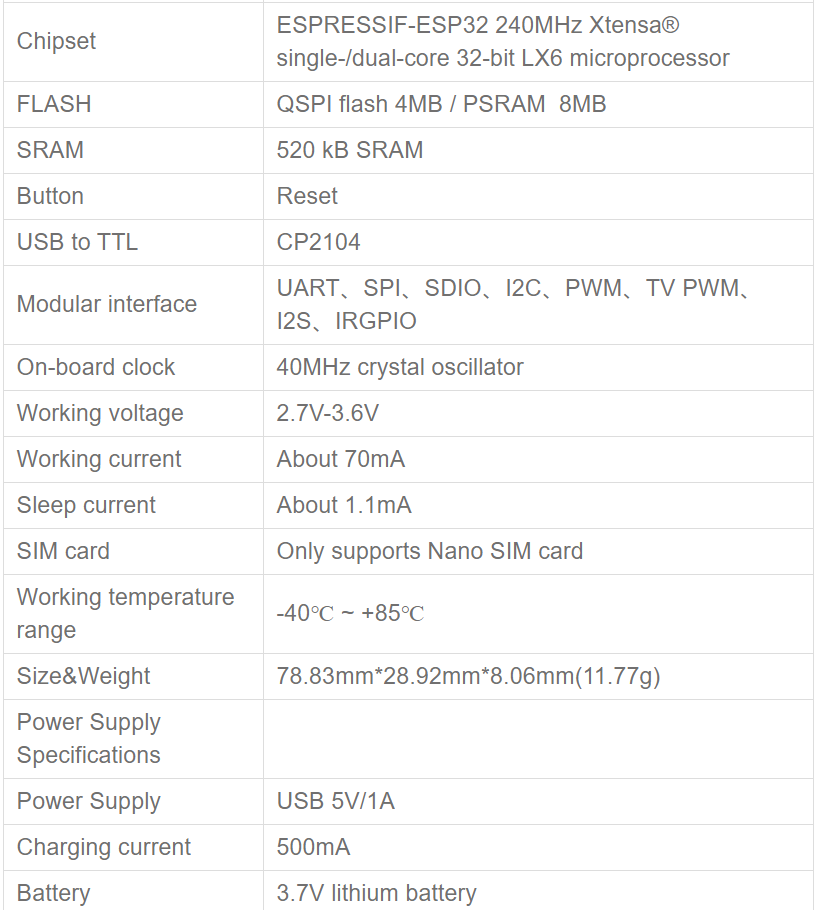 Chipset
ESPRESSIF-ESP32 240MHz Xtensa®
single-/dual-core 32-bit LX6 microprocessor
FLASH
QSPI flash 4MB / PSRAM  8MB
SRAM
520 kB SRAM
Button
Reset
USB to TTL
CP2104
Modular interface
UART、SPI、SDIO、I2C、PWM、TV PWM、
I2S、IRGPIO
On-board clock
40MHz crystal oscillator
Working voltage
2.7V-3.6V
Working current
About 70mA
Sleep current
About 1.1mA
SIM card
Only supports Nano SIM card
Working temperature
range
-40℃ ~ +85℃
Size&Weight
78.83mm*28.92mm*8.06mm(11.77g)
Power Supply
Specifications
Power Supply
USB 5V/1A
Charging current
500mA
Battery
3.7V lithium battery